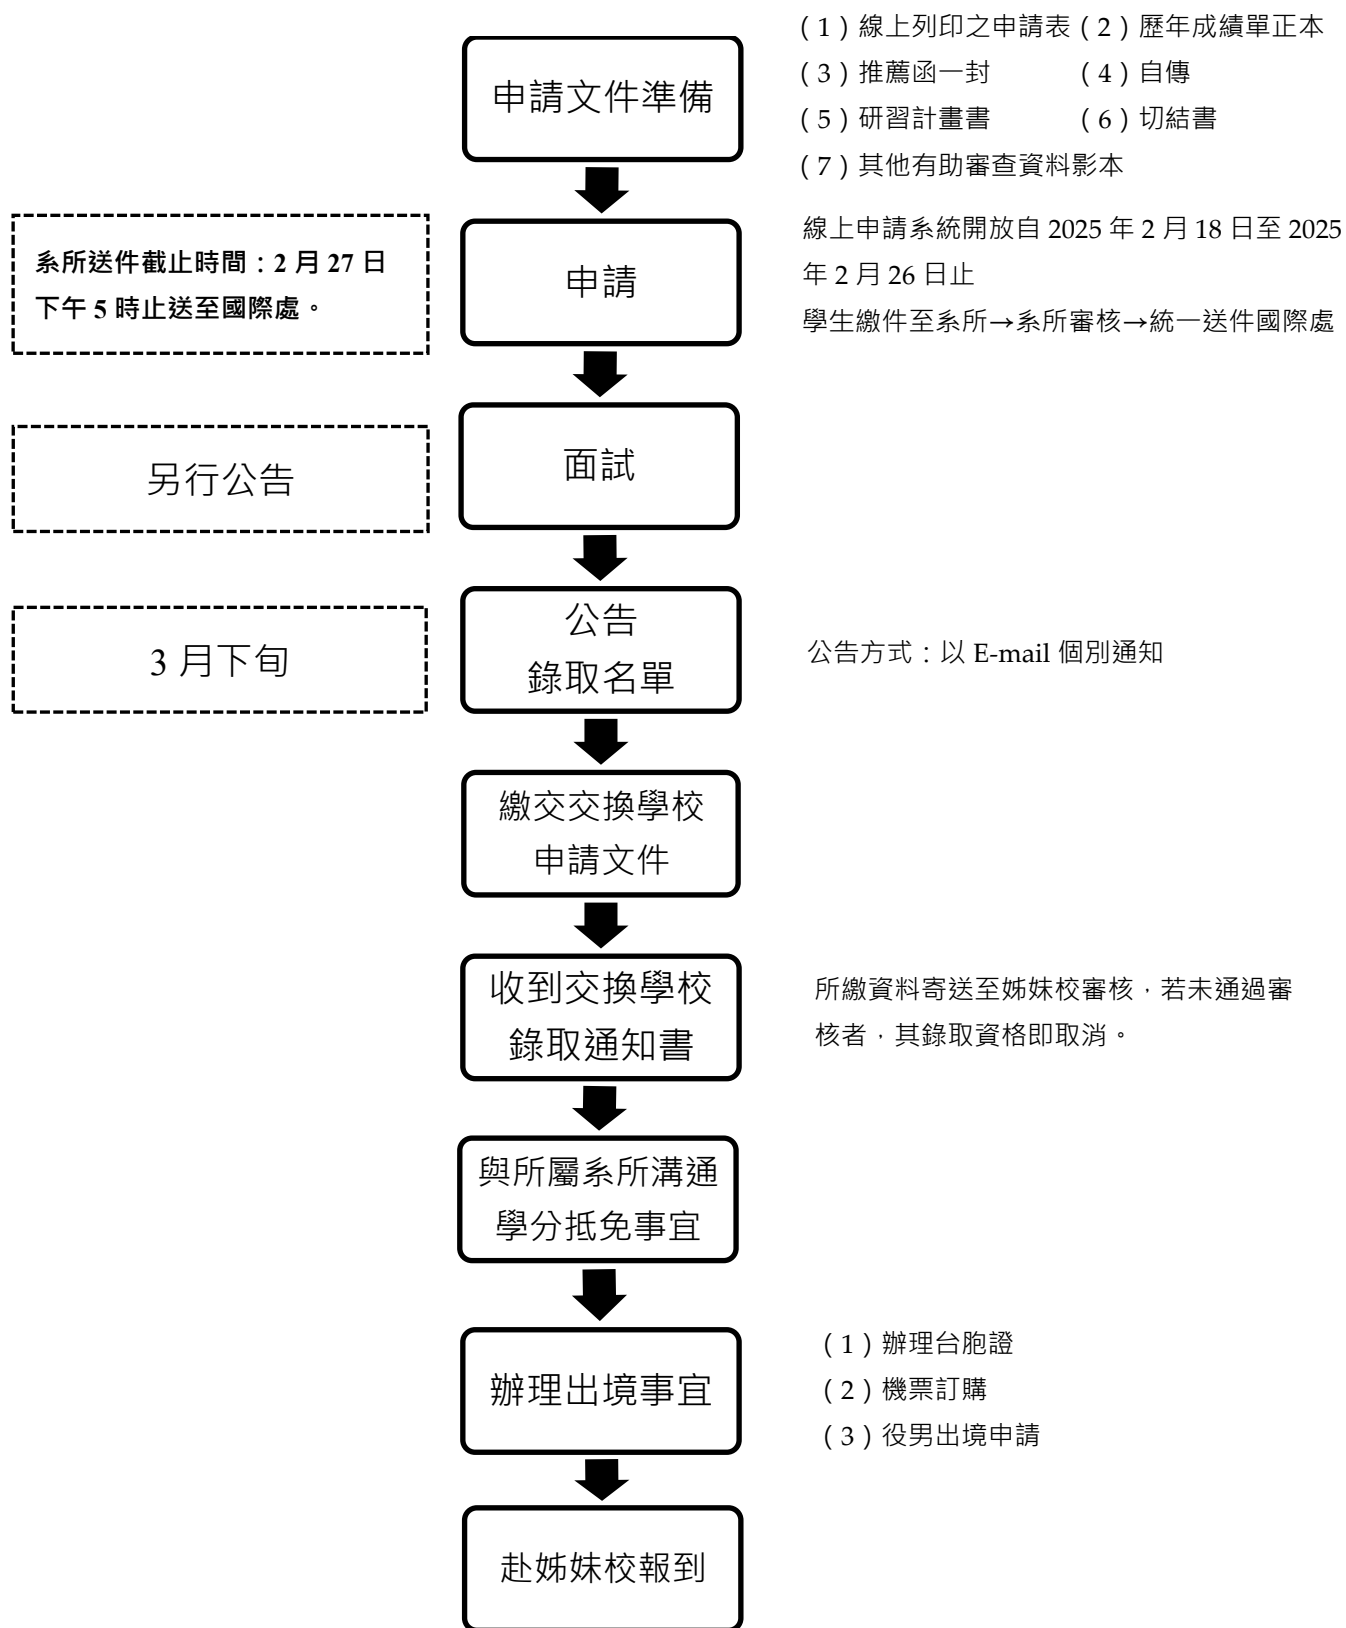 申請文件準備
(1)線上列印之申請表(2)歷年成績單正本
(3)推薦函一封 (4)自傳
(5)研習計畫書 (6)切結書
(7)其他有助審查資料影本
系所送件截止時間:2 月 27 日
下午 5 時止送至國際處。
申請
線上申請系統開放自 2025 年 2 月 18 日至 2025
年 2 月 26 日止
學生繳件至系所→系所審核→統一送件國際處
另行公告
面試
3 月下旬
公告
錄取名單
公告方式:以 E-mail 個別通知
繳交交換學校
申請文件
收到交換學校
錄取通知書
所繳資料寄送至姊妹校審核,若未通過審
核者,其錄取資格即取消。
與所屬系所溝通
學分抵免事宜
辦理出境事宜
(1)辦理台胞證
(2)機票訂購
(3)役男出境申請
赴姊妹校報到